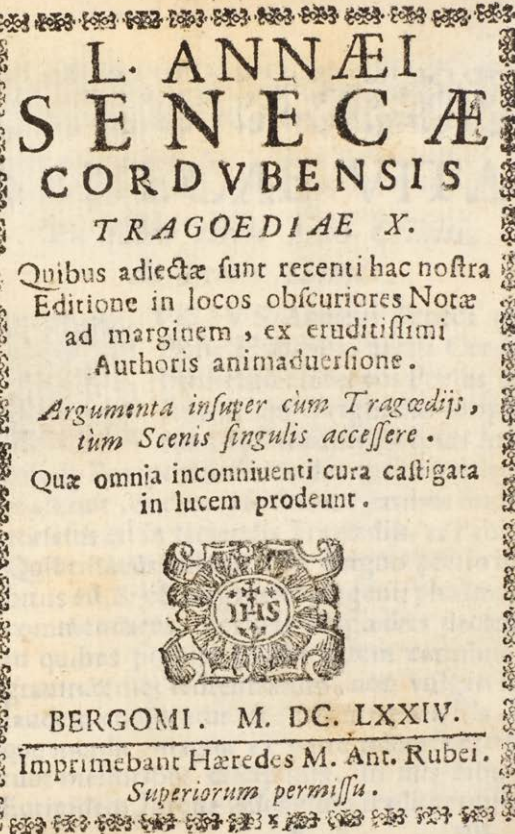 L. ANNÆI
SENECÆ
CORDVBENSIS
TRAGOEDIAE X.
Quibus adiectæ sunt recenti hac noſtra
Editione in locos obſcuriores Notæ
ad marginem, ex eruditiſſimi
Authoris animaduerſione.
Argumenta inſuper cum Tragœdijs,
tùm Scenis ſingulis acceſſere.
Quæ omnia inconniuenti cura caſtigata
in lucem prodeunt.
IHS
BERGOMI. M. DC. LXXIV.
Imprimebant Hæredes M. Ant. Rubei.
Superiorum permiſſu.